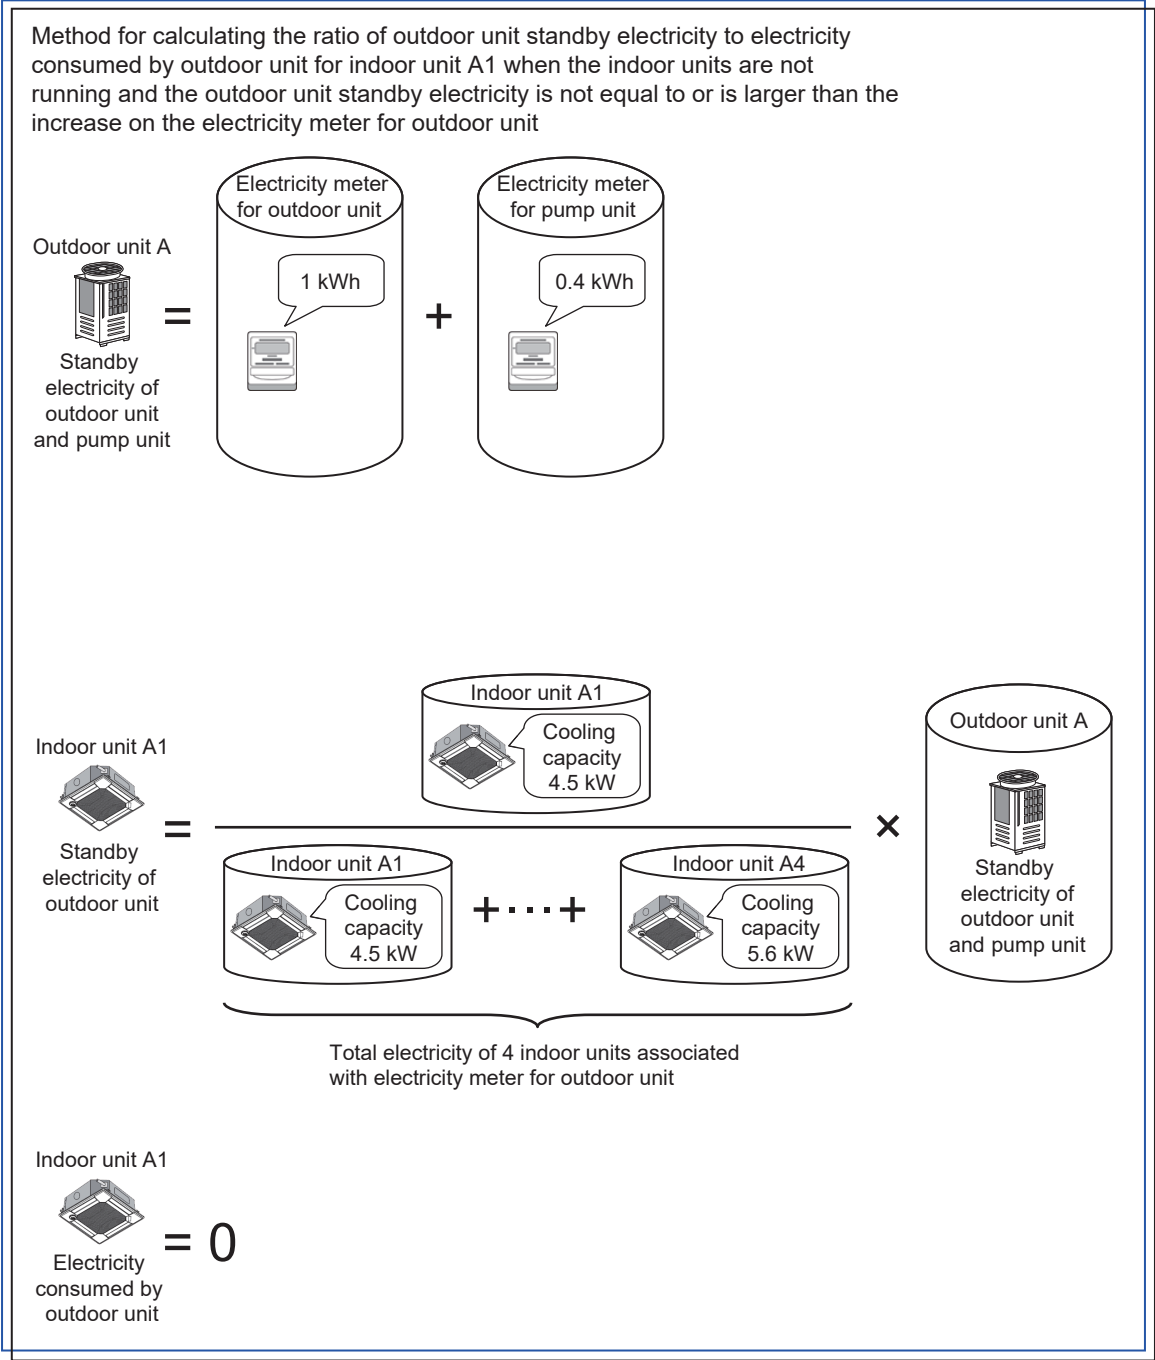 Method for calculating the ratio of outdoor unit standby electricity to electricity
consumed by outdoor unit for indoor unit A1 when the indoor units are not
running and the outdoor unit standby electricity is not equal to or is larger than the
increase on the electricity meter for outdoor unit
Electricity meter
for outdoor unit
Electricity meter
for pump unit
Outdoor unit A
1 kWh
0.4 kWh
=
+
Standby
electricity of
outdoor unit
and pump unit
Indoor unit A1
Cooling
capacity
4.5 kW
Outdoor unit A
Indoor unit A1
=
×
Standby
electricity of
outdoor unit
Indoor unit A1
Cooling
capacity
4.5 kW
+····+
Indoor unit A4
Cooling
capacity
5.6 kW
Standby
electricity of
outdoor unit
and pump unit
Total electricity of 4 indoor units associated
with electricity meter for outdoor unit
Indoor unit A1
= 0
Electricity
consumed by
outdoor unit